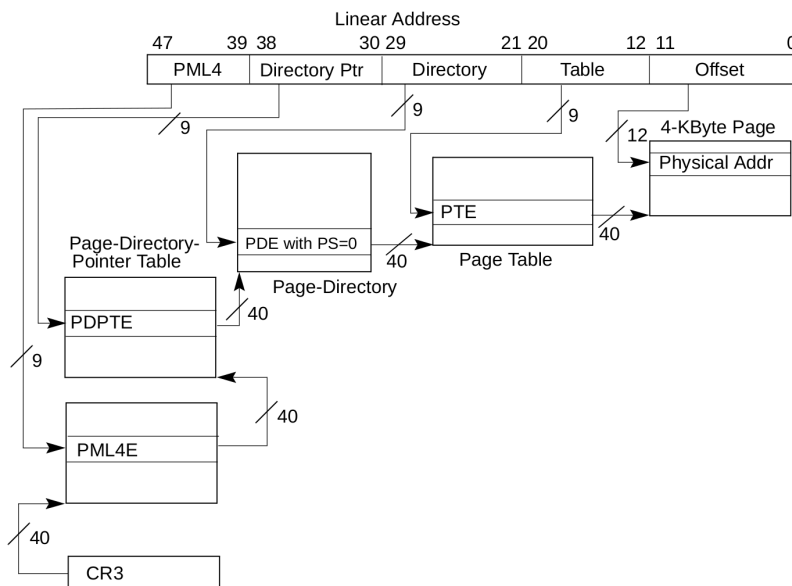 Linear Address
47 39 38 30 29 21 20 12 11 0
PML4 Directory Ptr Directory Table Offset
9
9
9
12
4-KByte Page
Physical Addr
PTE
40
Page Table
PDE with PS=0
40
Page-Directory
Page-Directory-
Pointer Table
PDPTE
40
9
40
PML4E
40
CR3